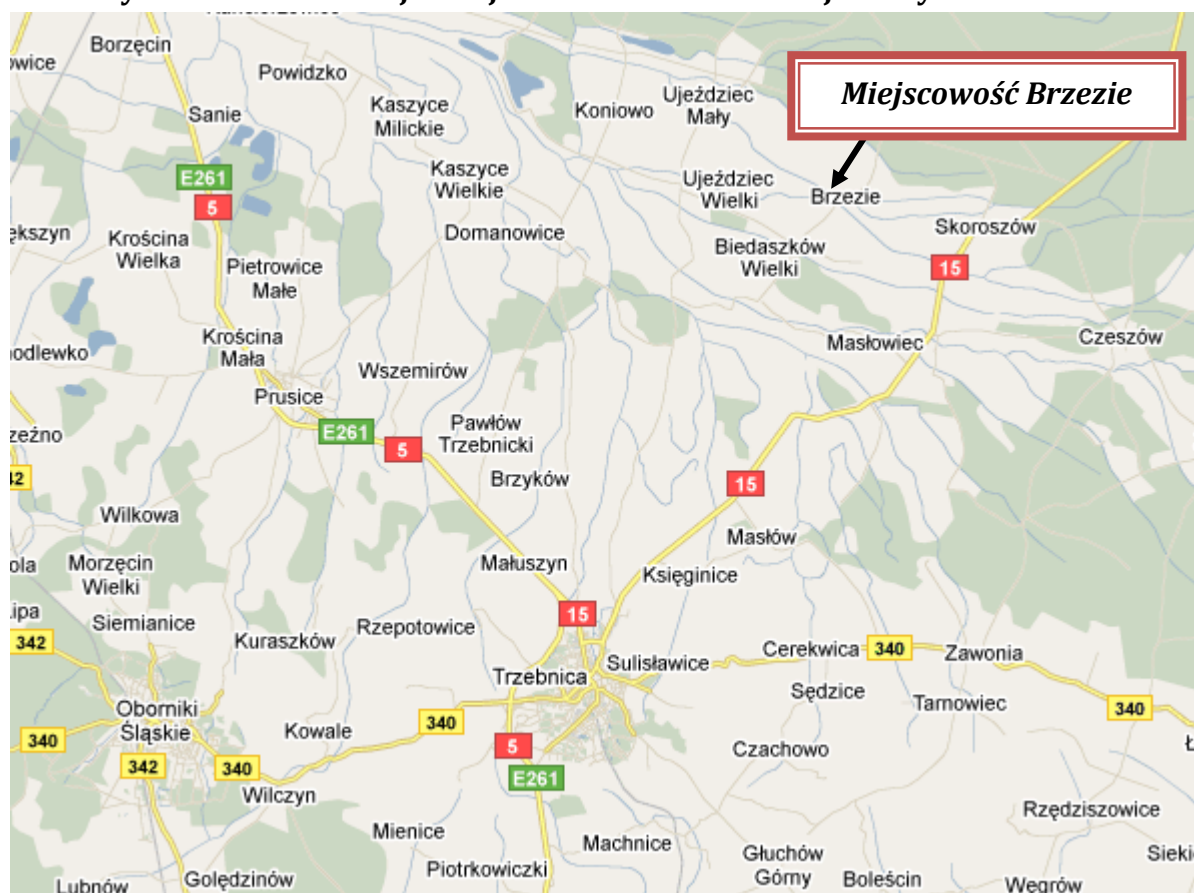 Borzęcin
Powidzko
Sanie
Kaszyce
Milickie
Koniowo
Ujeździec
Mały
Miejscowość Brzezie
E261
5
Kaszyce
Wielkie
Ujeździec
Wielki
Brzezie
Krościna
Wielka
Domanowice
Skoroszów
Biedaszków
Wielki
15
Pietrowice
Małe
Krościna
Mała
Masłowiec
Czeszów
Wszemirów
Prusice
E261
5
Pawłów
Trzebnicki
Brzyków
15
Wilkowa
Masłów
Morzęcin
Wielki
Małuszyn
Księginice
Siemianice
15
342
Kuraszków
Rzepotowice
Trzebnica
Sulisławice
Cerekwica
340
Zawonia
Sędzice
Tarnowiec
Oborniki
Śląskie
340
Kowale
340
340
342
340
5
E261
Czachowo
Wilczyn
Rzędziszowice
Mienice
Machnice
Piotrkowiczki
Głuchów
Górny
Boleścin
Węgrów
Lubnów
Golędzinów